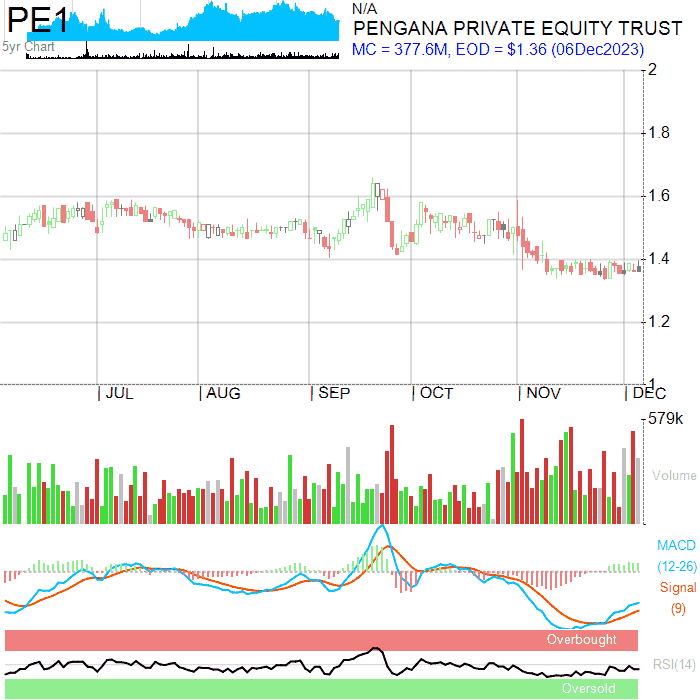 PE1
5yr Chart
N/A
PENGANA PRIVATE EQUITY TRUST
MC = 377.6M, EOD = $1.36 (06Dec2023)
2
1.8
1.6
1.4
1.2
1
JUL AUG SEP OCT NOV DEC
579k
Volume
MACD
(12-26)
Signal
(9)
Overbought
RSI(14)
Oversold